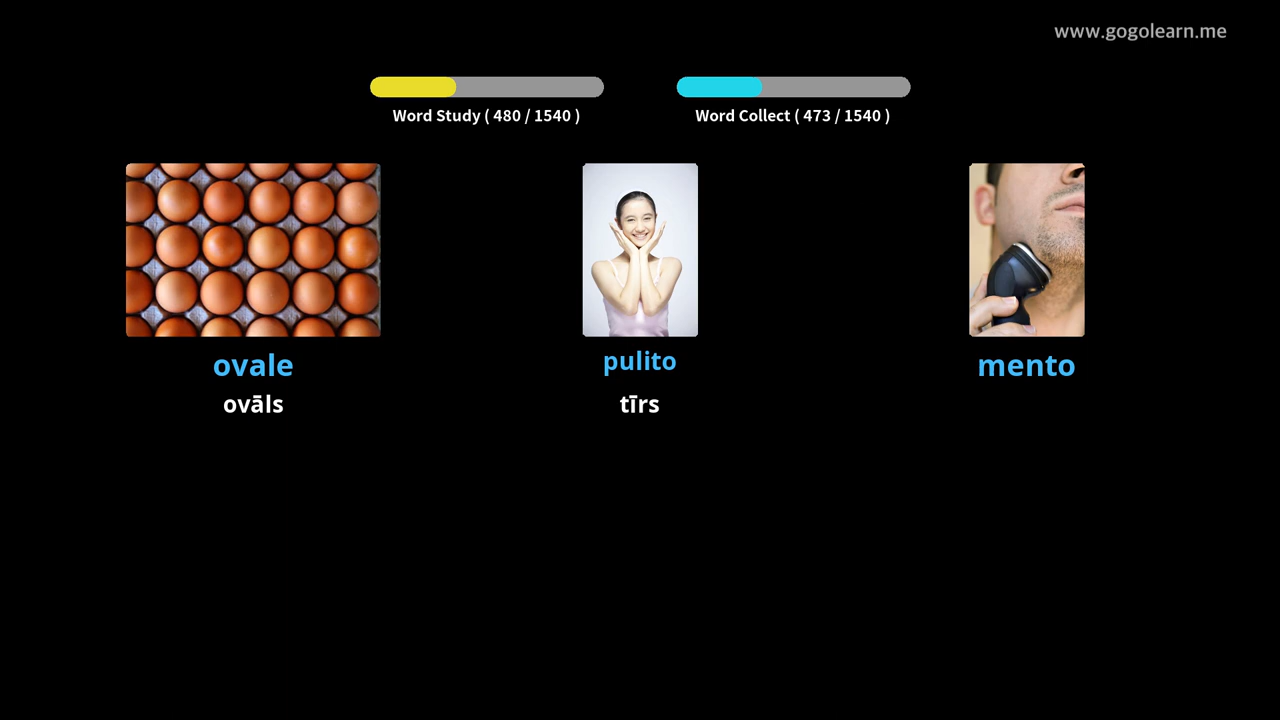 www.gogolearn.me
Word Study ( 480 / 1540 )
Word Collect ( 473 / 1540 )
ovale
ovāls
pulito
tīrs
mento